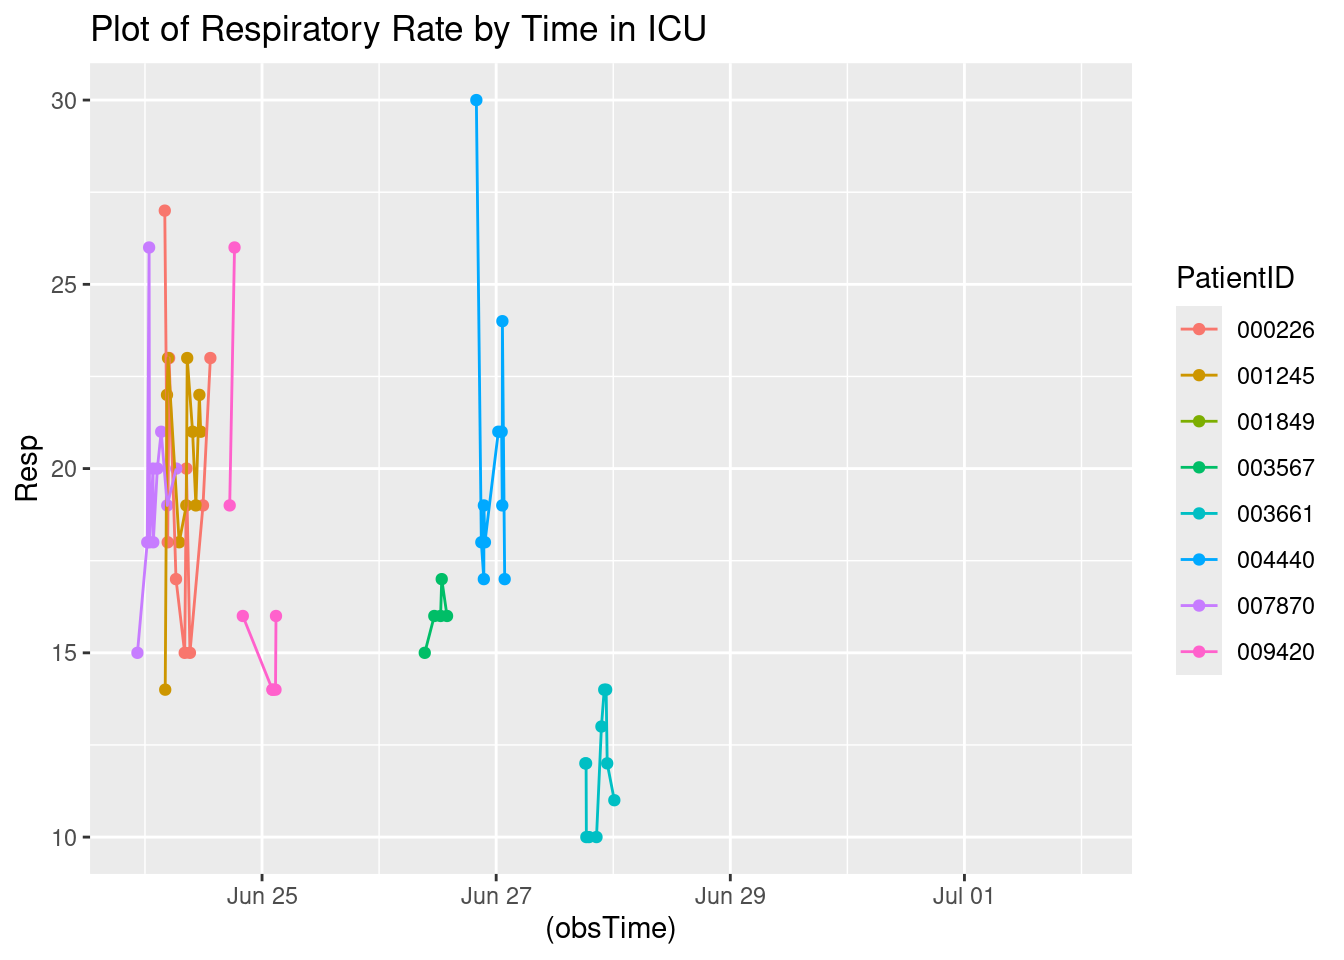 Plot of Respiratory Rate by Time in ICU
30
25
20
15
10
Resp
Jun 25
Jun 27
Jun 29
Jul 01
(obsTime)
PatientID
000226
001245
001849
003567
003661
004440
007870
009420